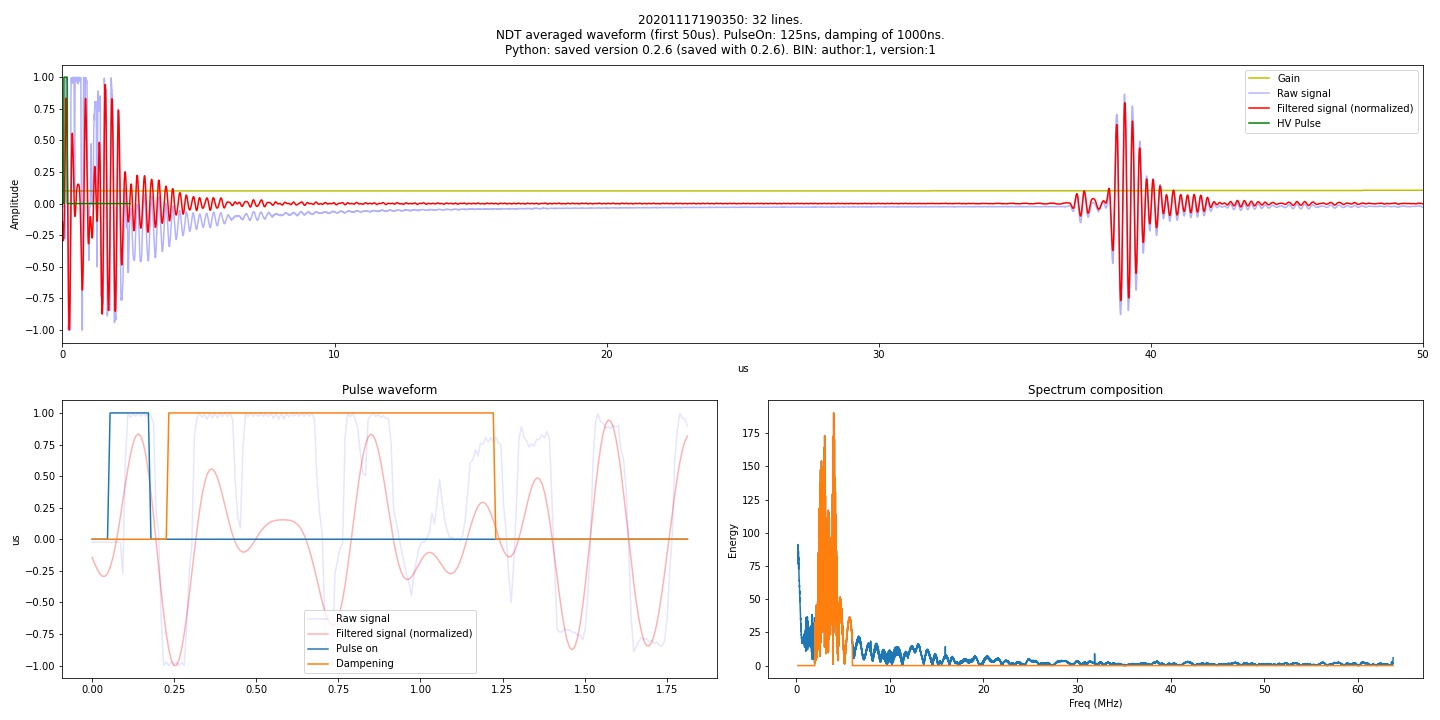 20201117190350: 32 lines.
NDT averaged waveform (first 50us). PulseOn: 125ns, damping of 1000ns.
Python: saved version 0.2.6 (saved with 0.2.6). BIN: author:1, version:1
1.00
0.75
0.50
0.25
0.00
−0.25
−0.50
−0.75
−1.00
Amplitude
Gain
Raw signal
Filtered signal (normalized)
HV Pulse
0
10
20
30
40
50
us
Pulse waveform
1.00
0.75
0.50
0.25
0.00
−0.25
−0.50
−0.75
−1.00
us
Raw signal
Filtered signal (normalized)
Pulse on
Dampening
0.00
0.25
0.50
0.75
1.00
1.25
1.50
1.75
Spectrum composition
175
150
125
100
75
50
25
0
Energy
0
10
20
30
40
50
60
Freq (MHz)